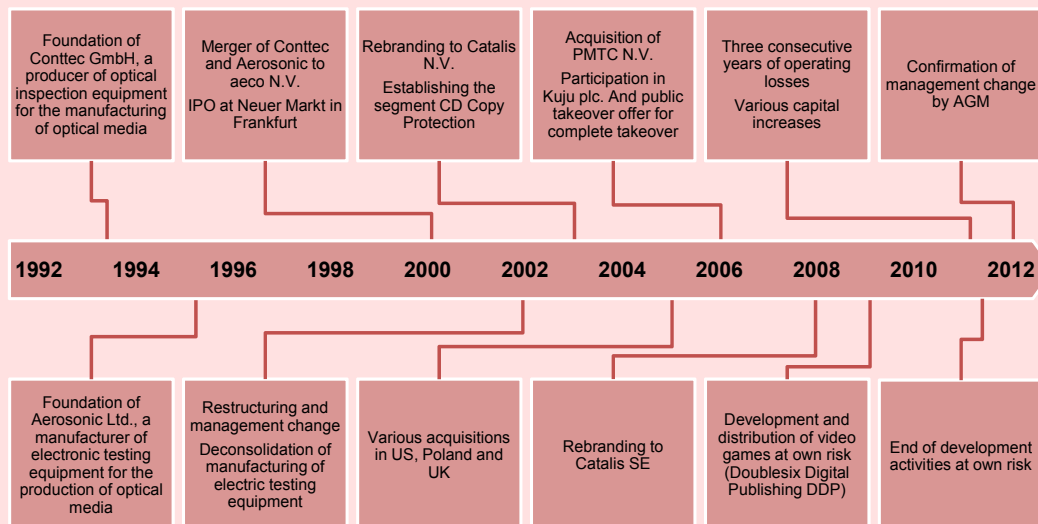 Foundation of
Conttec GmbH, a
producer of optical
inspection equipment
for the manufacturing
of optical media
Merger of Conttec
and Aerosonic to
aeco N.V.
IPO at Neuer Markt in
Frankfurt
Rebranding to Catalis
N.V.
Establishing the
segment CD Copy
Protection
Acquisition of
PMTC N.V.
Participation in
Kuju plc. And public
takeover offer for
complete takeover
Three consecutive
years of operating
losses
Various capital
increases
Confirmation of
management change
by AGM
1992 1994 1996 1998 2000 2002 2004 2006 2008 2010 2012
Foundation of
Aerosonic Ltd., a
manufacturer of
electronic testing
equipment for the
production of optical
media
Restructuring and
management change
Deconsolidation of
manufacturing of
electric testing
equipment
Various acquisitions
in US, Poland and
UK
Rebranding to
Catalis SE
Development and
distribution of video
games at own risk
(Doublesix Digital
Publishing DDP)
End of development
activities at own risk